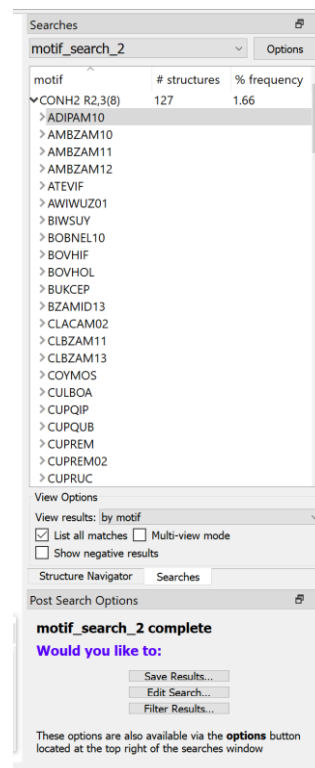 Searches
motif_search_2 Options
motif # structures % frequency
CONH2 R2,3(8) 127 1.66
ADIPAM10
AMBZAM10
AMBZAM11
AMBZAM12
ATEVIF
AWIWUZ01
BIWSUY
BOBNEL10
BOVHIF
BOVHOL
BUKCEP
BZAMID13
CLACAM02
CLBZAM11
CLBZAM13
COYMOS
CULBOA
CUPQIP
CUPQUB
CUPREM
CUPREM02
CUPRUC
View Options
View results: by motif
List all matches Multi-view mode
Show negative results
Structure Navigator Searches
Post Search Options
motif_search_2 complete
Would you like to:
Save Results...
Edit Search...
Filter Results...
These options are also available via the options button
located at the top right of the searches window